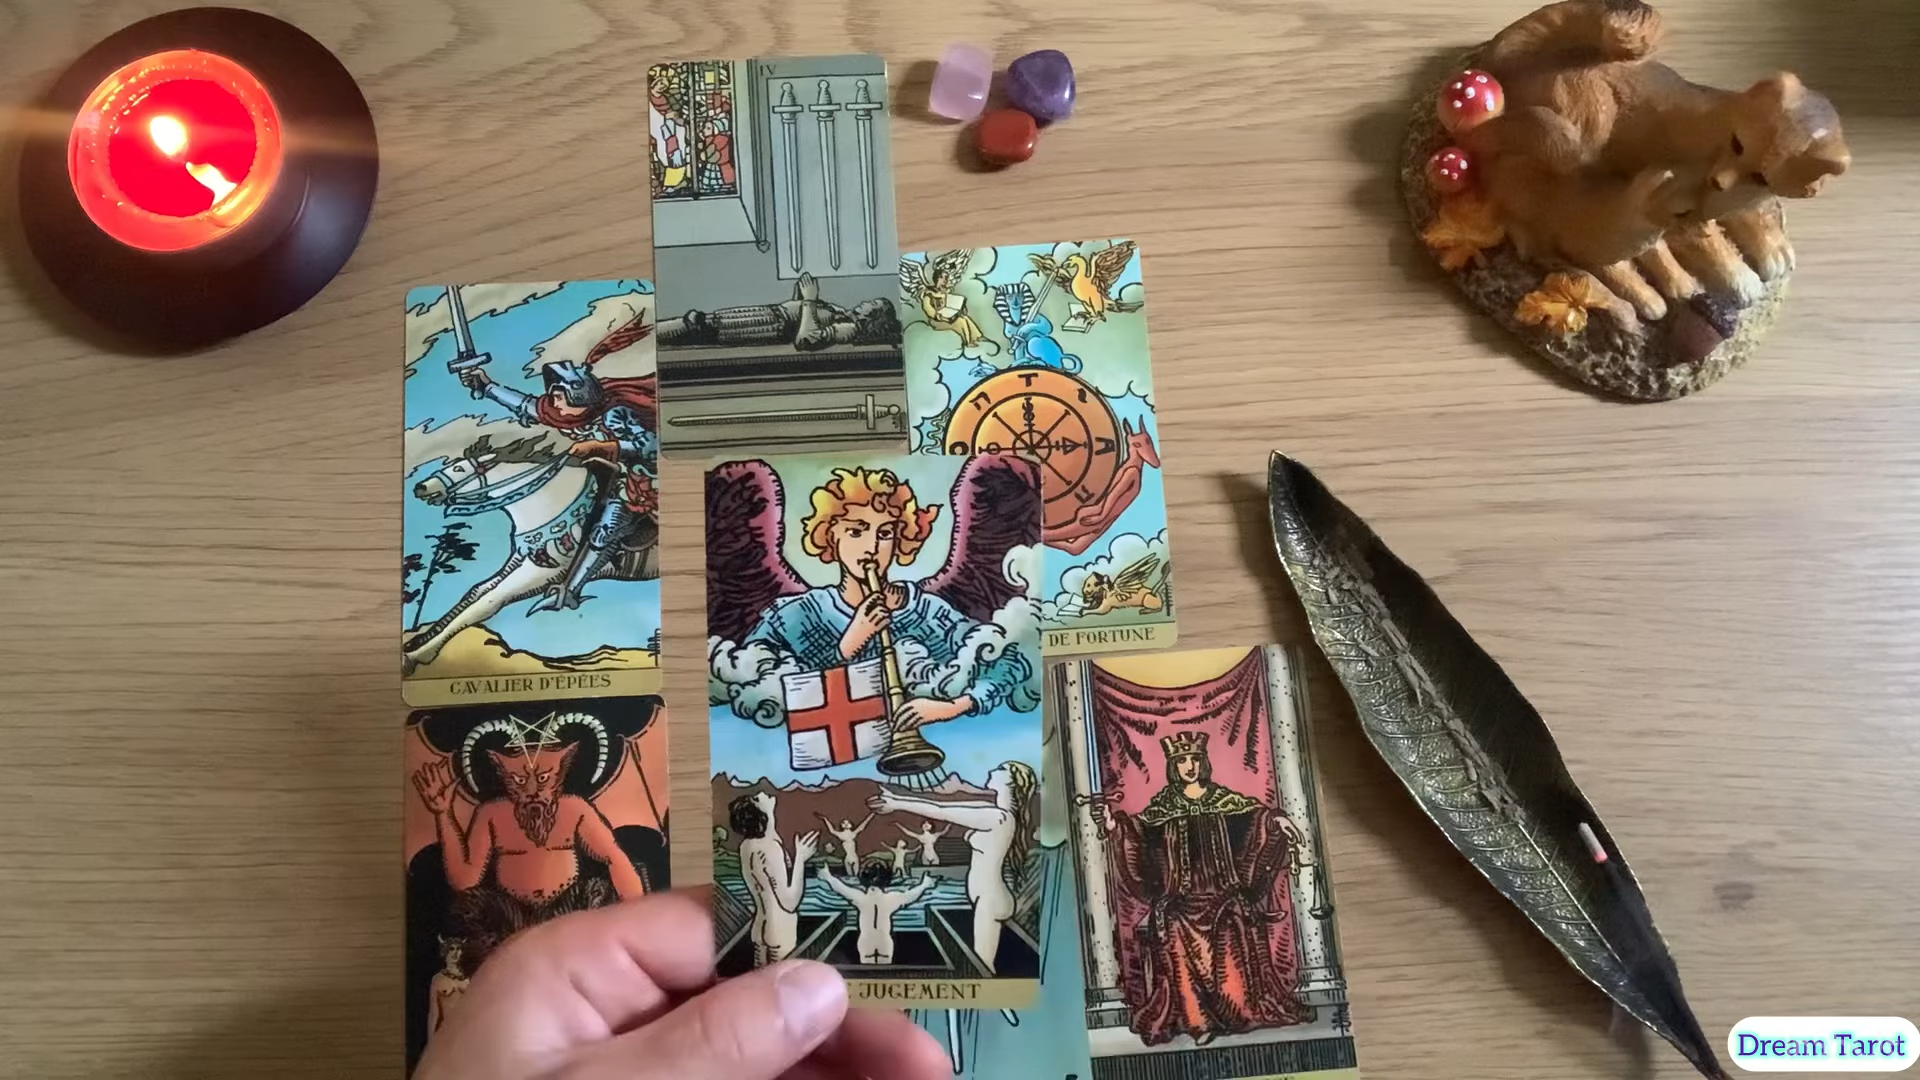 IV
CAVALIER D'ÉPÉES
DE FORTUNE
JUGEMENT
Dream Tarot